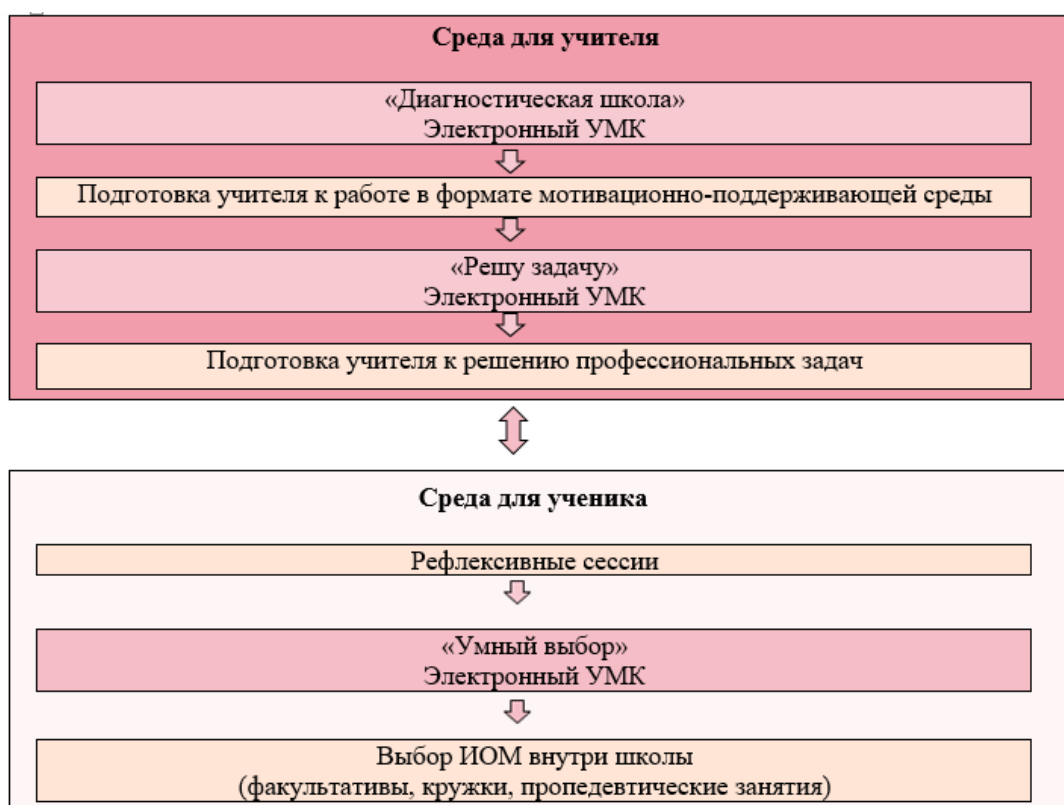 Среда для учителя
«Диагностическая школа»
Электронный УМК
Подготовка учителя к работе в формате мотивационно-поддерживающей среды
«Решу задачу»
Электронный УМК
Подготовка учителя к решению профессиональных задач
Среда для ученика
Рефлексивные сессии
«Умный выбор»
Электронный УМК
Выбор ИОМ внутри школы
(факультативы, кружки, пропедевтические занятия)